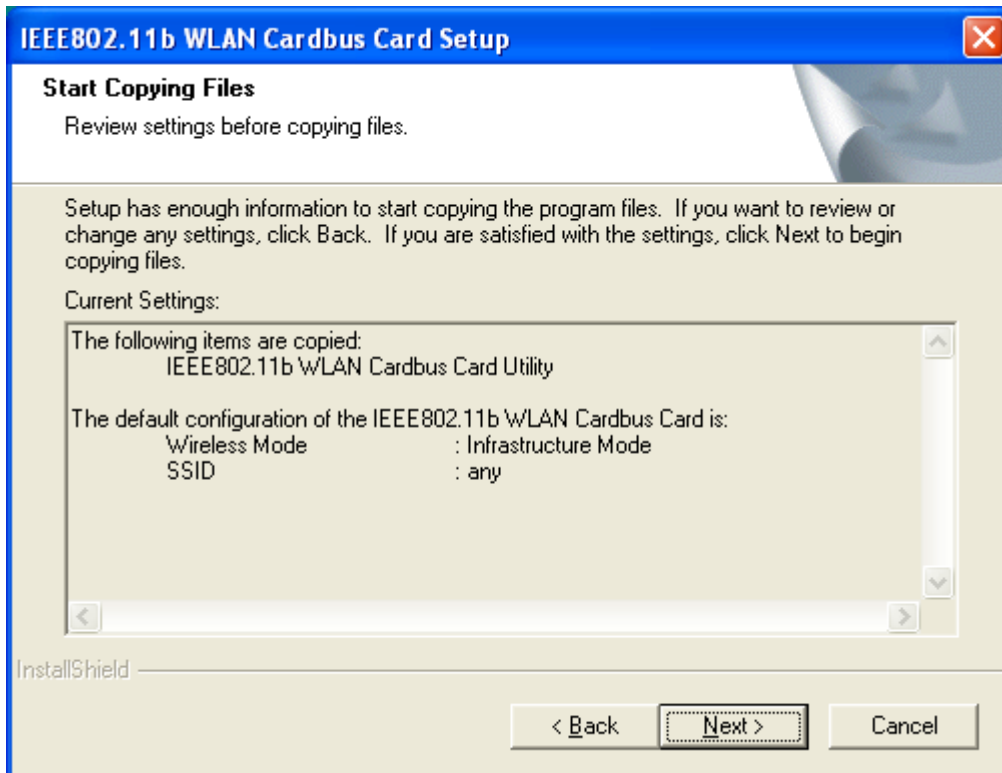 IEEE802.11b WLAN Cardbus Card Setup
Start Copying Files
Review settings before copying files.
Setup has enough information to start copying the program files.  If you want to review or
change any settings, click Back.  If you are satisfied with the settings, click Next to begin
copying files.
Current Settings:
The following items are copied:
IEEE802.11b WLAN Cardbus Card Utility
The default configuration of the IEEE802.11b WLAN Cardbus Card is:
Wireless Mode : Infrastructure Mode
SSID : any
InstallShield
< Back Next > Cancel